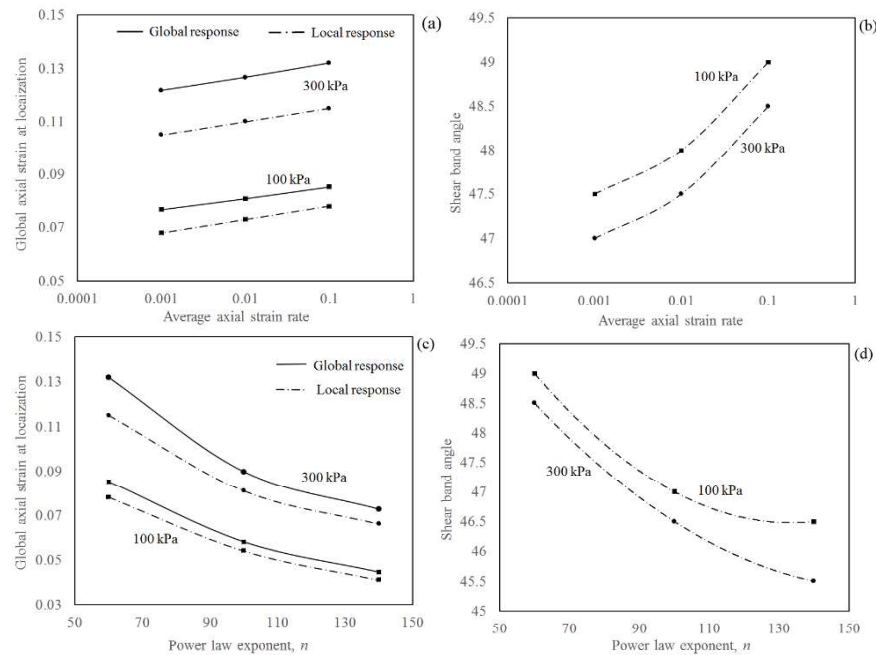 (a)
Global response
Local response
0.15
0.13
0.11
0.09
0.07
0.05
300 kPa
100 kPa
0.0001
0.001
0.01
0.1
1
Global axial strain at locaization
Average axial strain rate
(b)
49.5
49
48.5
48
47.5
47
46.5
100 kPa
300 kPa
0.0001
0.001
0.01
0.1
1
Shear band angle
Average axial strain rate
(c)
Global response
Local response
0.15
0.13
0.11
0.09
0.07
0.05
0.03
300 kPa
100 kPa
50
70
90
110
130
150
Global axial strain at locaization
Power law exponent, n
(d)
49.5
49
48.5
48
47.5
47
46.5
46
45.5
45
100 kPa
300 kPa
50
70
90
110
130
150
Shear band angle
Power law exponent, n